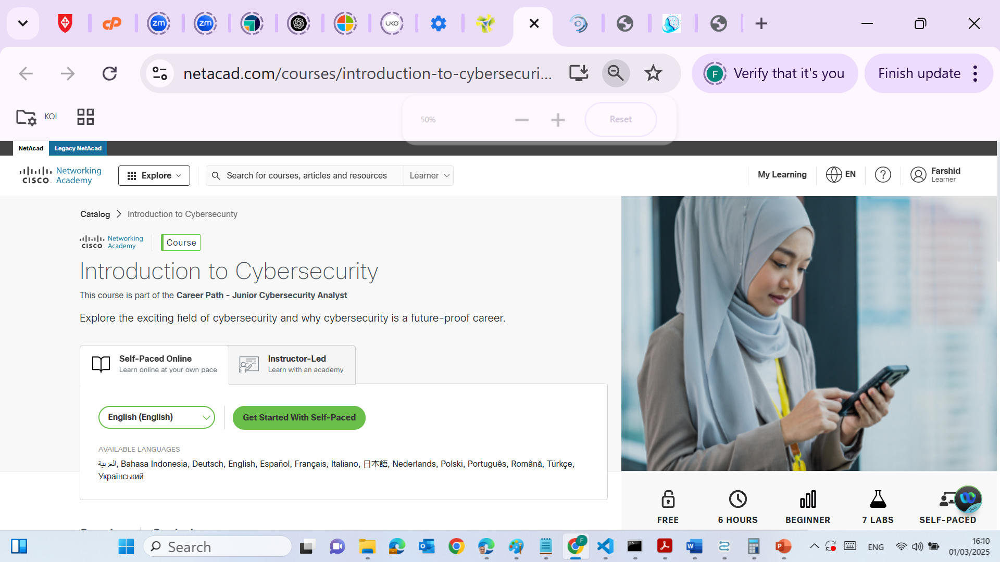 netacad.com/courses/introduction-to-cybersecuri...
Verify that it's you
Finish update
KOI
50%
Reset
NetAcad
Legacy NetAcad
Networking Academy
CISCO
Explore
Search for courses, articles and resources
Learner
My Learning
EN
Farshid
Learner
Catalog > Introduction to Cybersecurity
Networking Academy
CISCO
Course
Introduction to Cybersecurity
This course is part of the Career Path - Junior Cybersecurity Analyst
Explore the exciting field of cybersecurity and why cybersecurity is a future-proof career.
Self-Paced Online
Learn online at your own pace
Instructor-Led
Learn with an academy
English (English)
Get Started With Self-Paced
AVAILABLE LANGUAGES
العربية, Bahasa Indonesia, Deutsch, English, Español, Français, Italiano, 日本語, Nederlands, Polski, Português, Română, Türkçe,
Український
FREE
6 HOURS
BEGINNER
7 LABS
SELF-PACED
Beta
Search
ENG
16:10
01/03/2025